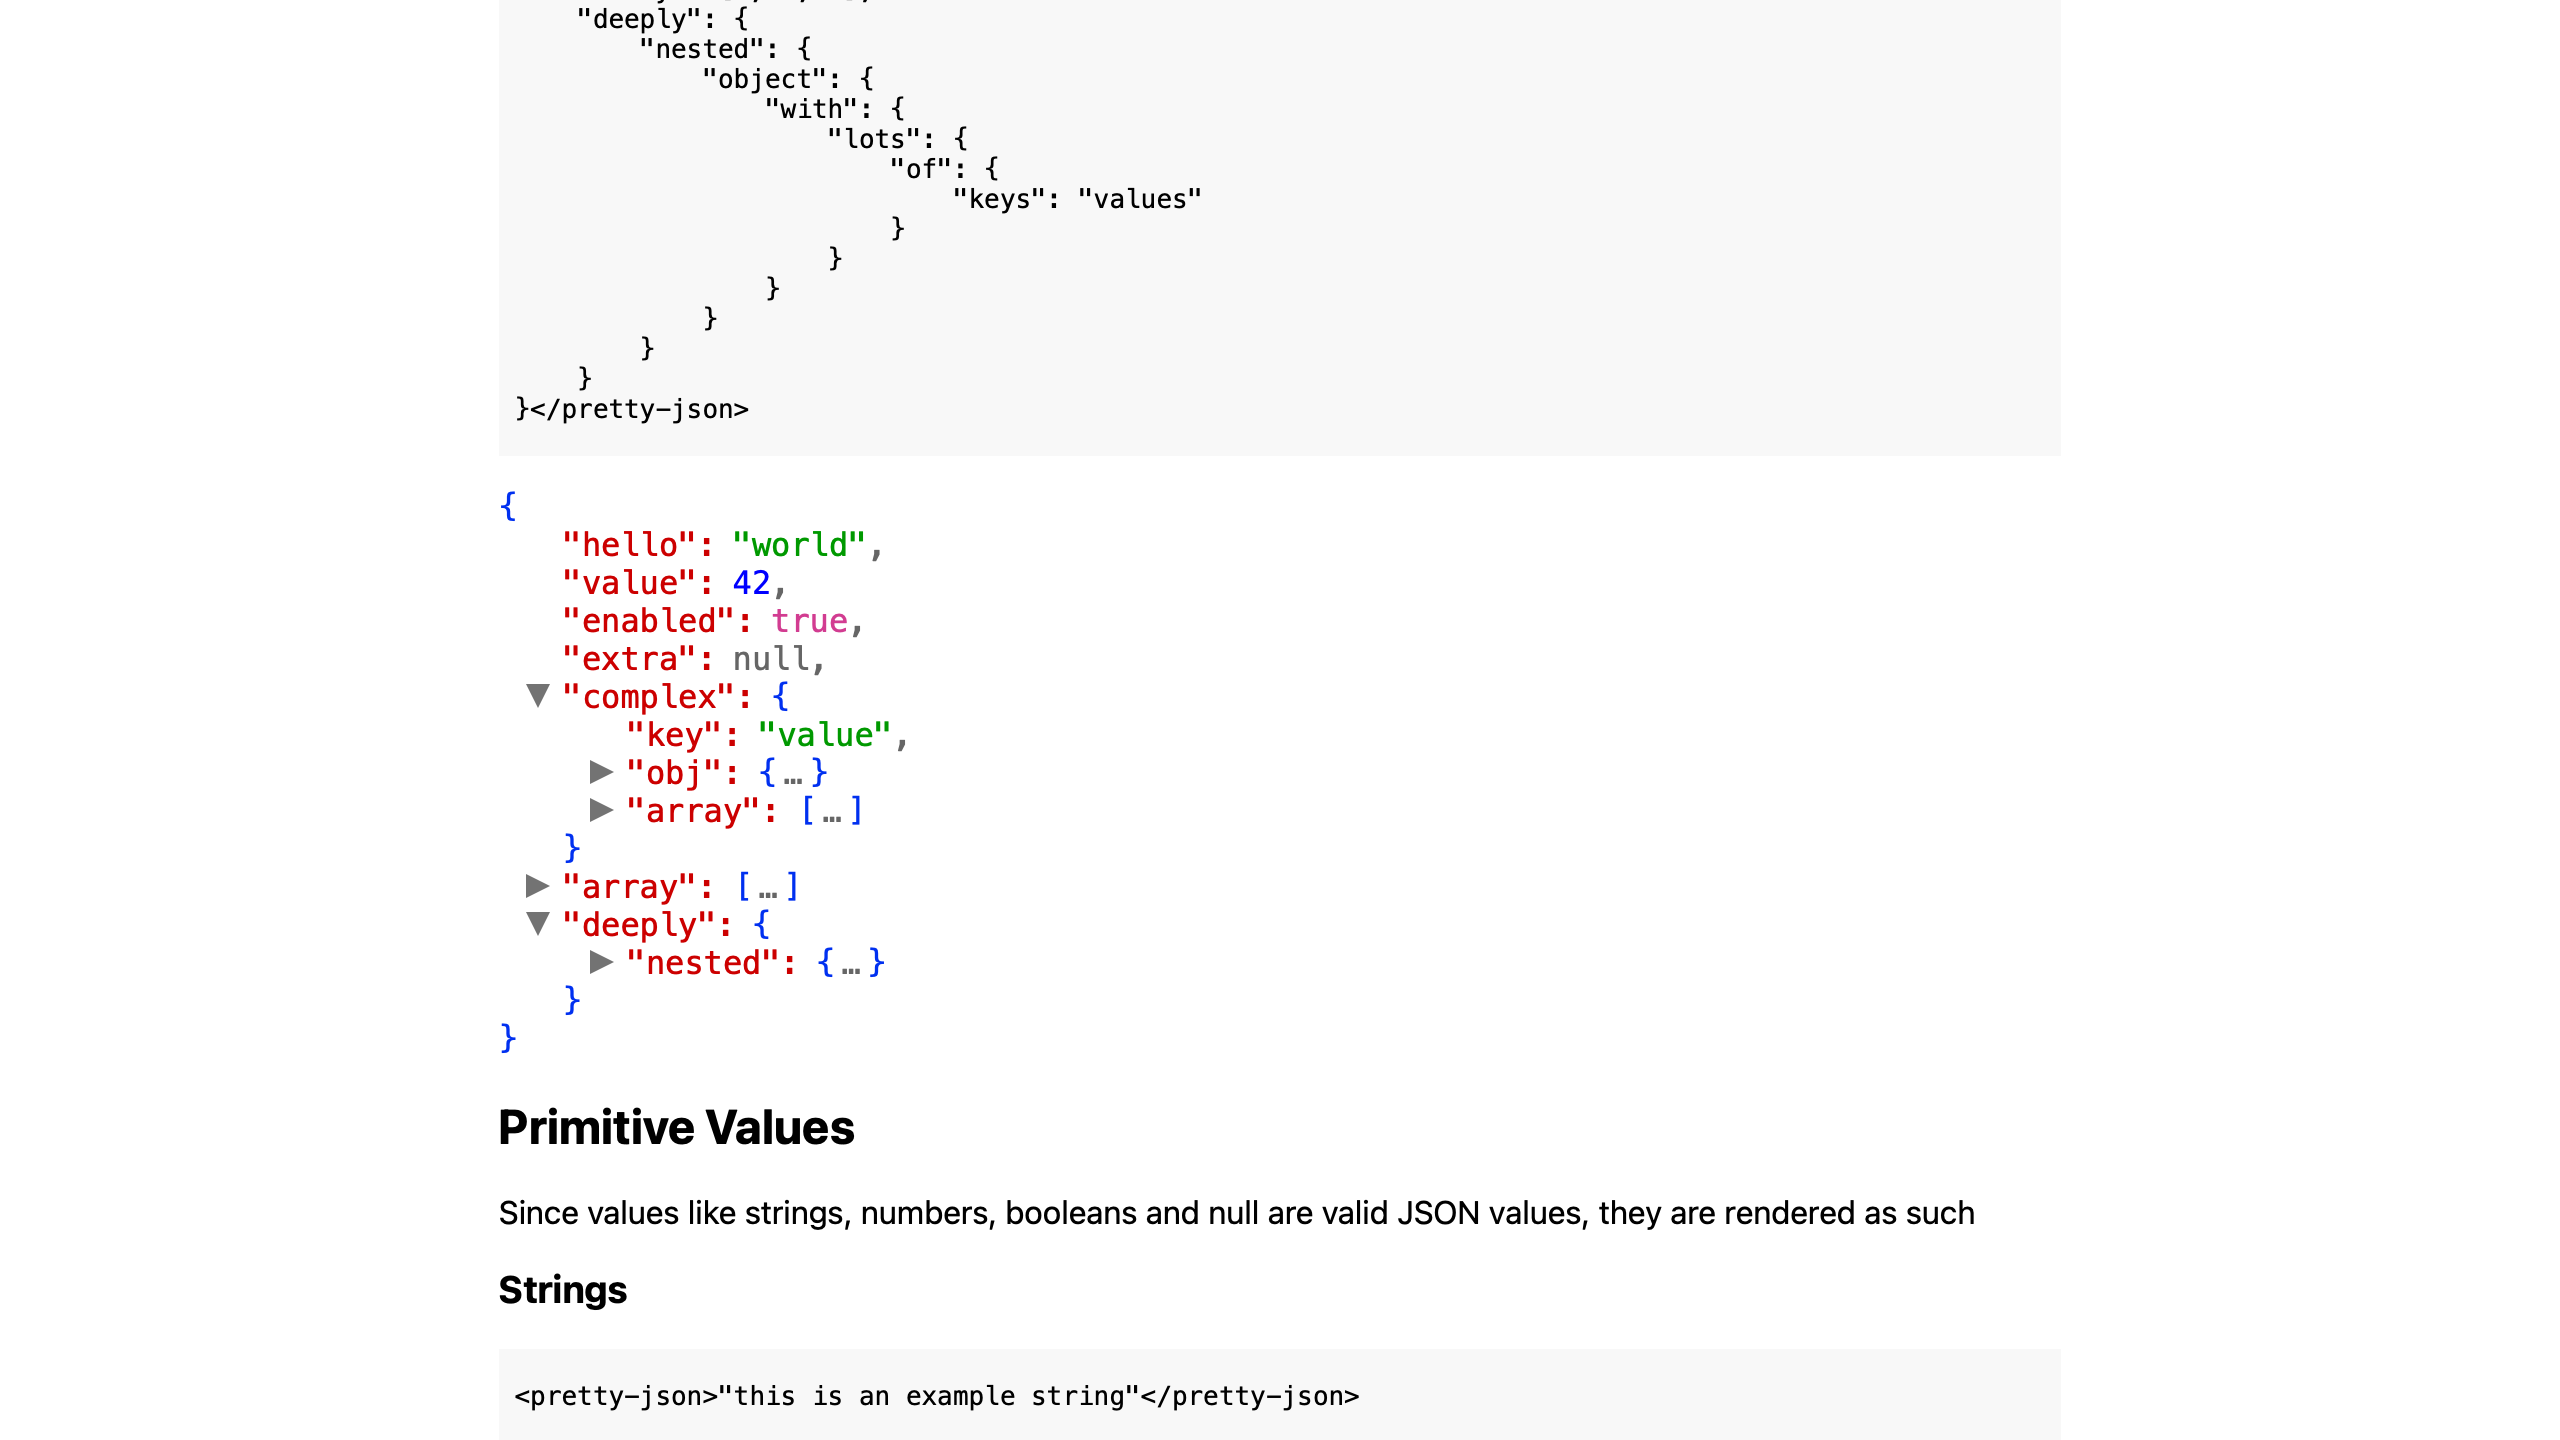 "deeply": {
"nested": {
"object": {
"with": {
"lots": {
"of": {
"keys": "values"
}
}
}
}
}
}
}</pretty-json>
{
"hello": "world",
"value": 42,
"enabled": true,
"extra": null,
▼ "complex": {
"key": "value",
▶ "obj": {…}
▶ "array": […]
}
▶ "array": […]
▼ "deeply": {
▶ "nested": {…}
}
}
Primitive Values
Since values like strings, numbers, booleans and null are valid JSON values, they are rendered as such
Strings
<pretty-json>"this is an example string"</pretty-json>